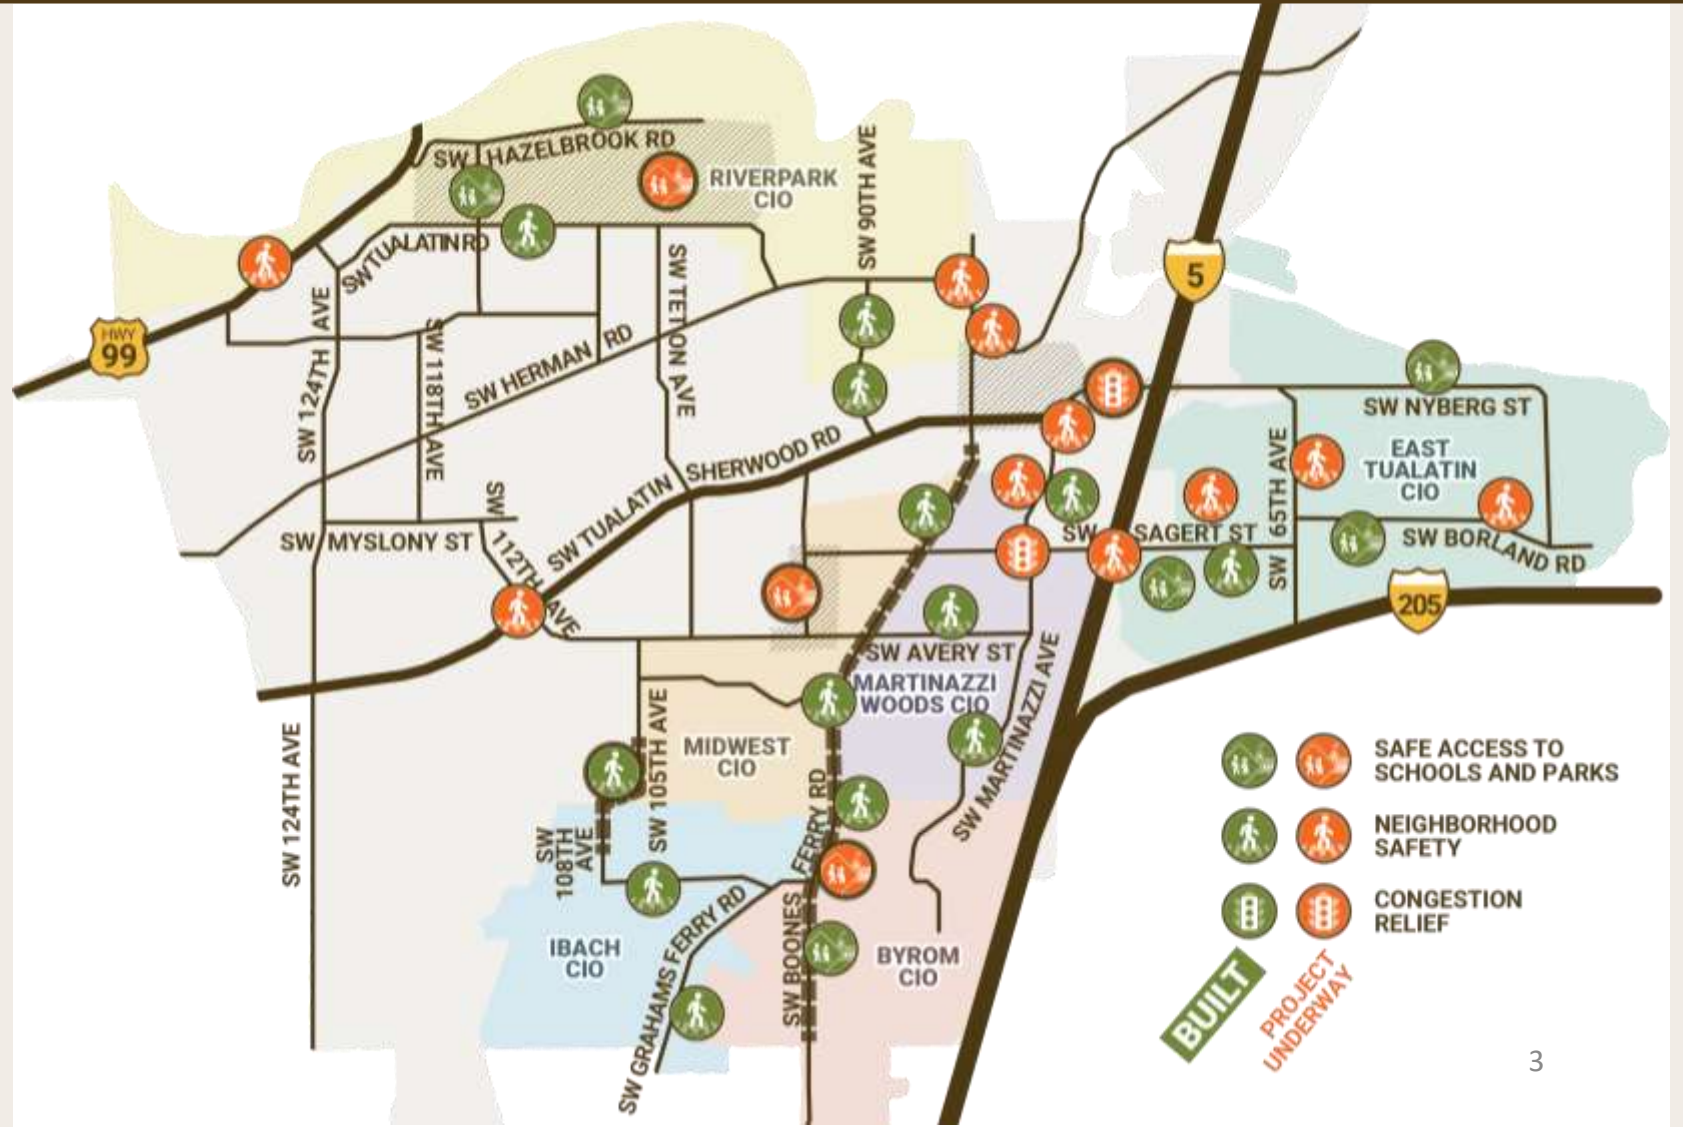 SW HAZELBROOK RD
RIVERPARK
CIO
SW 90TH AVE
SW TUALATIN RD
5
HWY
99
SW 124TH AVE
SW 118TH AVE
SW HERMAN RD
SW TETON AVE
SW NYBERG ST
EAST
TUALATIN
CIO
SW 65TH AVE
SW TUALATIN SHERWOOD RD
SW MYSLONY ST
SW 112TH AVE
SW SAGERT ST
SW BORLAND RD
205
SW AVERY ST
MARTINAZZI
WOODS CIO
SW MARTINAZZI AVE
MIDWEST
CIO
SW 105TH AVE
SW 124TH AVE
SW
108TH
AVE
SW BOONES FERRY RD
SW GRAHAMS FERRY RD
IBACH
CIO
BYROM
CIO
SAFE ACCESS TO
SCHOOLS AND PARKS
NEIGHBORHOOD
SAFETY
CONGESTION
RELIEF
BUILT
PROJECT
UNDERWAY
3